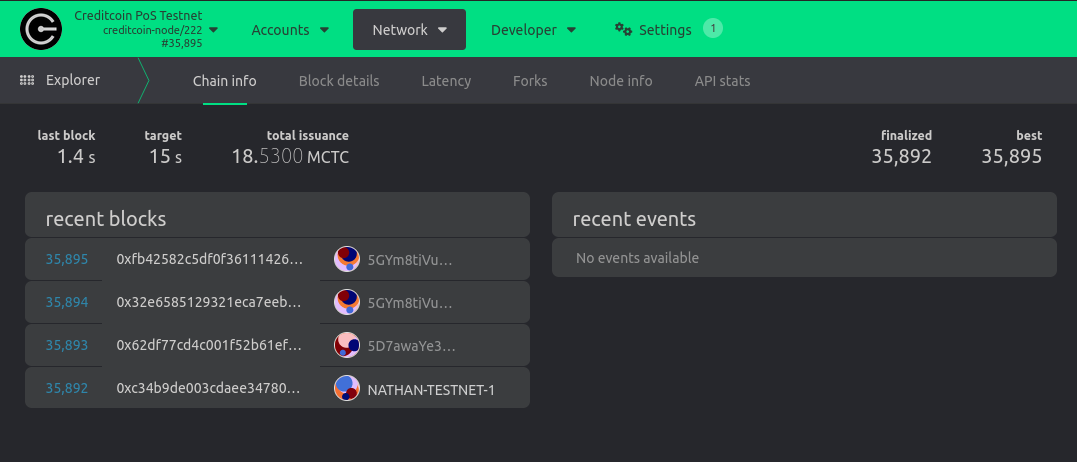 Creditcoin PoS Testnet
creditcoin-node/222
#35,895
Accounts Network Developer Settings 1
Explorer Chain info Block details Latency Forks Node info API stats
last block target total issuance finalized best
1.4 s 15 s 18.5300 MCTC 35,892 35,895
recent blocks
35,895 0xfb42582c5df0f36111426... 5GYm8tjVu...
35,894 0x32e6585129321eca7eeb... 5GYm8tjVu...
35,893 0x62df77cd4c001f52b61ef... 5D7awaYe3...
35,892 0xc34b9de003cdaee34780... NATHAN-TESTNET-1
recent events
No events available